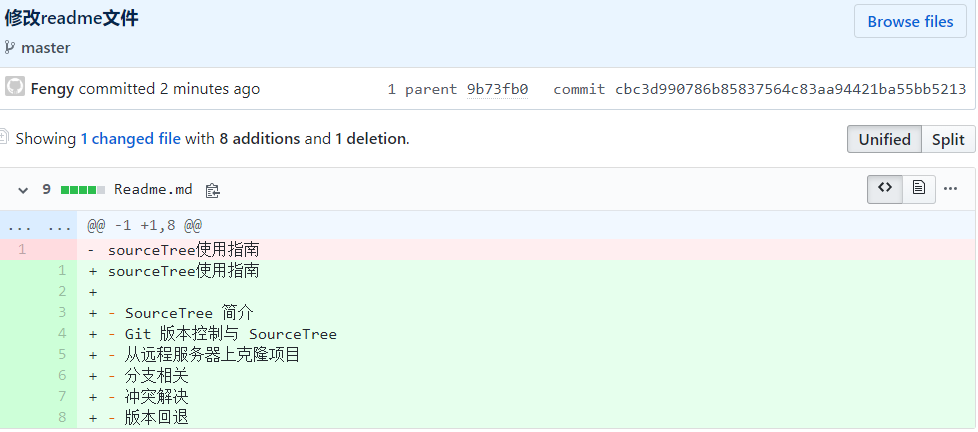 修改readme文件
Browse files
master
Fengy committed 2 minutes ago 1 parent 9b73fb0 commit cbc3d990786b85837564c83aa94421ba55bb5213
Showing 1 changed file with 8 additions and 1 deletion.
Unified Split
9 Readme.md
... ... @@ -1 +1,8 @@
1 - sourceTree使用指南
1 + sourceTree使用指南
2 +
3 + - SourceTree 简介
4 + - Git 版本控制与 SourceTree
5 + - 从远程服务器上克隆项目
6 + - 分支相关
7 + - 冲突解决
8 + - 版本回退